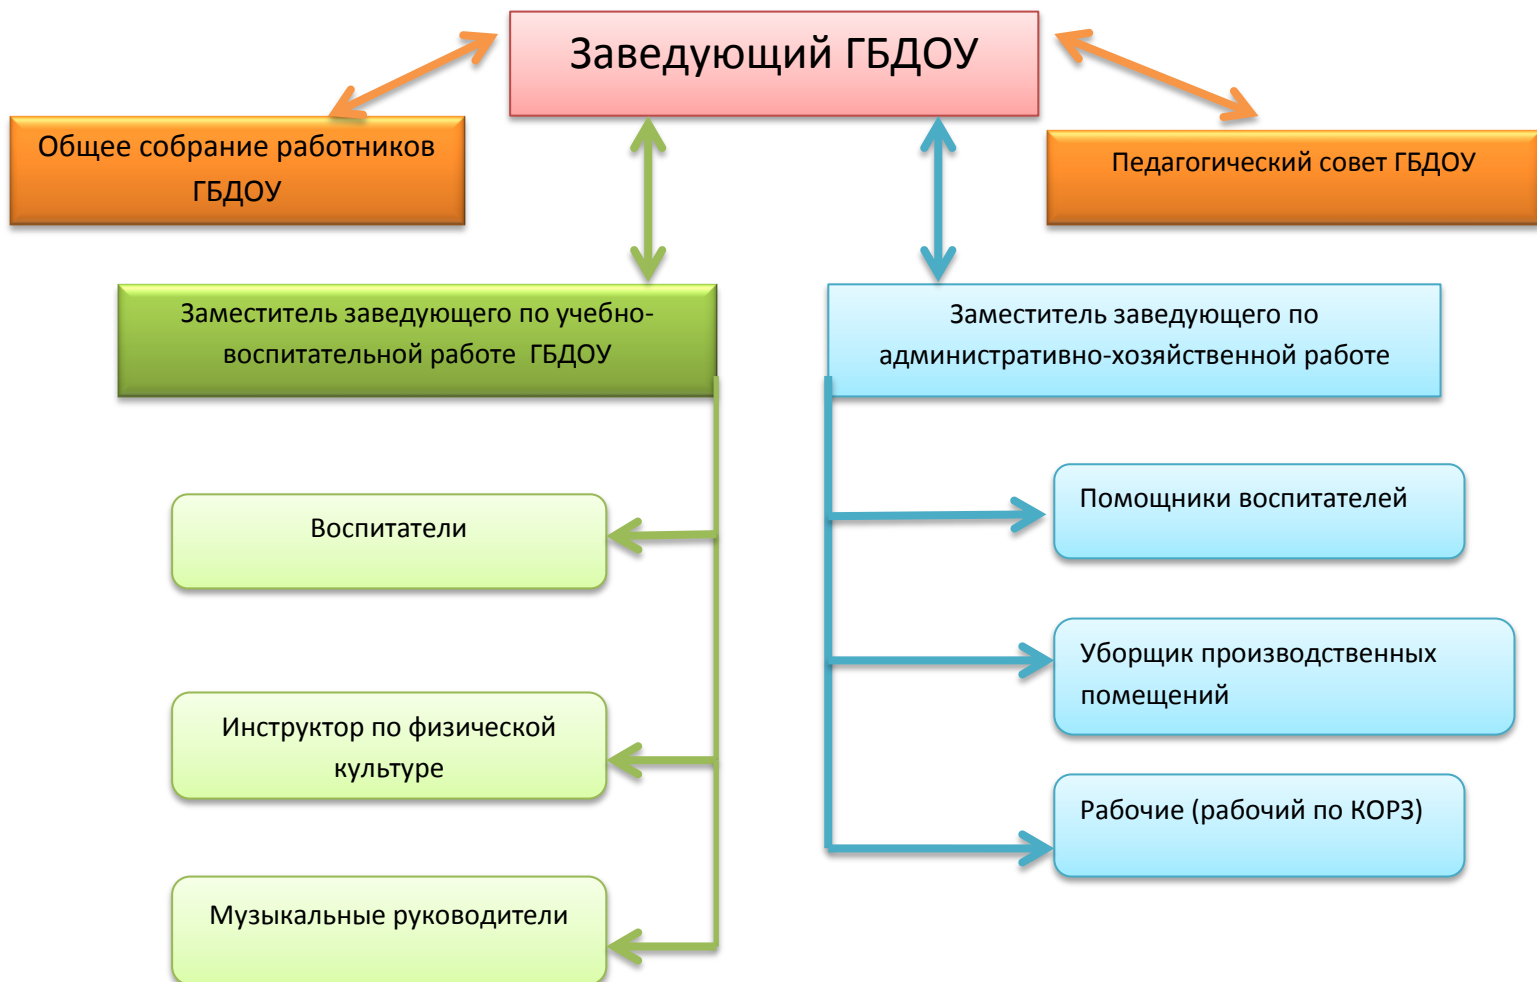 Заведующий ГБДОУ
Общее собрание работников
ГБДОУ
Педагогический совет ГБДОУ
Заместитель заведующего по учебно-
воспитательной работе  ГБДОУ
Заместитель заведующего по
административно-хозяйственной работе
Воспитатели
Инструктор по физической
культуре
Музыкальные руководители
Помощники воспитателей
Уборщик производственных
помещений
Рабочие (рабочий по КОРЗ)